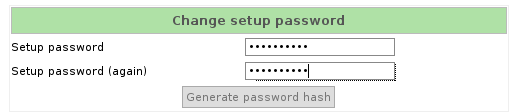 Change setup password
Setup password ••••••••••
Setup password (again) ••••••••••
Generate password hash